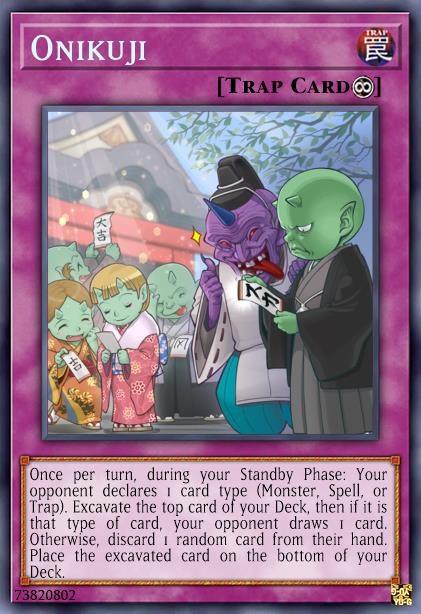 ONIKUJI
TRAP
罠
[TRAP CARD]
大
吉
吉
Once per turn, during your Standby Phase: Your
opponent declares 1 card type (Monster, Spell, or
Trap). Excavate the top card of your Deck, then if it is
that type of card, your opponent draws 1 card.
Otherwise, discard 1 random card from their hand.
Place the excavated card on the bottom of your
Deck.
73820802